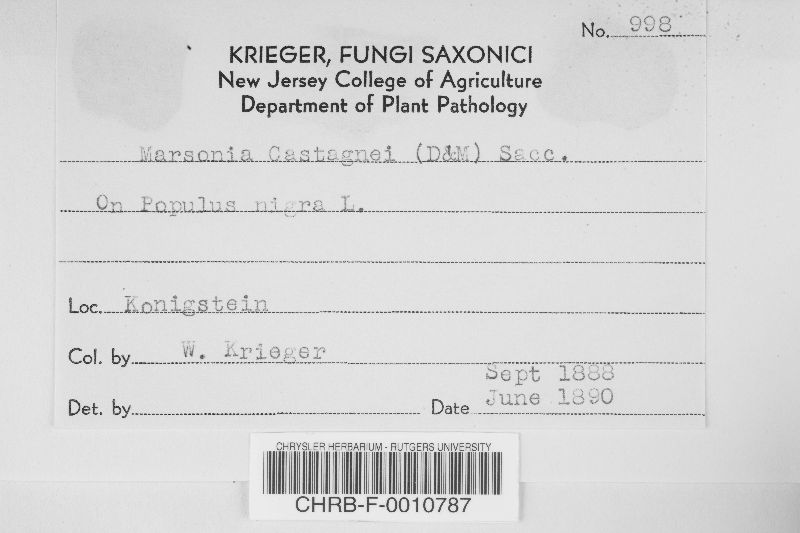 No. 998
KRIEGER, FUNGI SAXONICI
New Jersey College of Agriculture
Department of Plant Pathology
Marsonia Castagnei (D&M) Sacc.
On Populus nigra L.
Loc. Konigstein
Col. by W. Krieger
Sept 1888
Det. by Date June 1890
CHRYSLER HERBARIUM - RUTGERS UNIVERSITY
CHRB-F-0010787